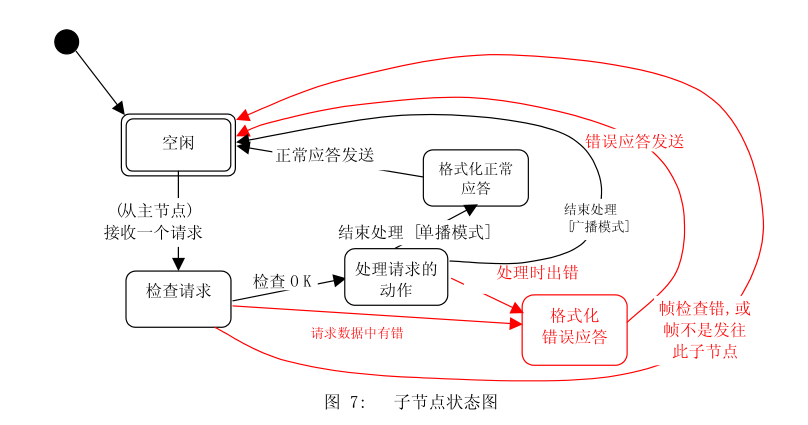 空闲
错误应答发送
正常应答发送
格式化正常
应答
(从主节点)
接收一个请求
结束处理
[广播模式]
结束处理 [单播模式]
检查请求
检查OK
处理请求的
动作
处理时出错
请求数据中有错
格式化
错误应答
帧检查错,或
帧不是发往
此子节点
图 7: 子节点状态图